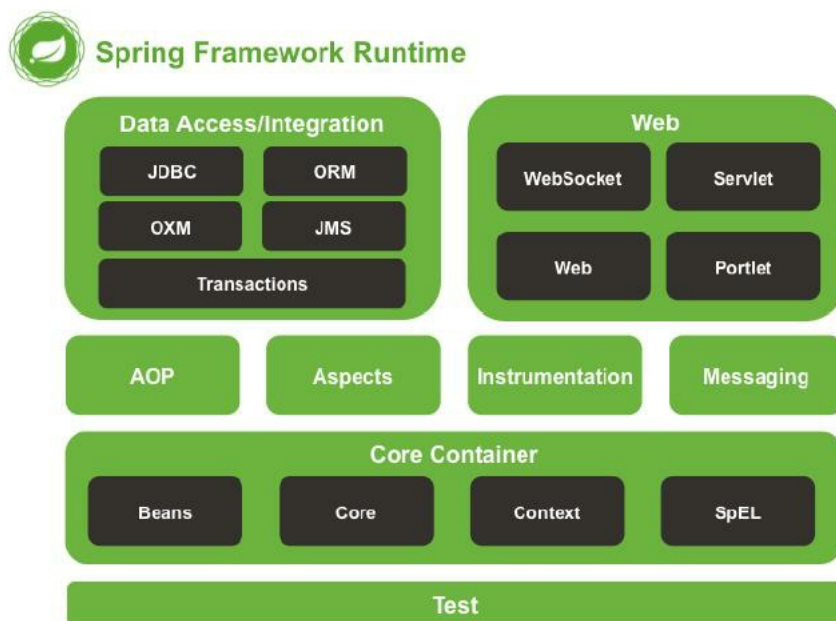 Spring Framework Runtime
Data Access/Integration
JDBC
ORM
OXM
JMS
Transactions
Web
WebSocket
Servlet
Web
Portlet
AOP
Aspects
Instrumentation
Messaging
Core Container
Beans
Core
Context
SpEL
Test